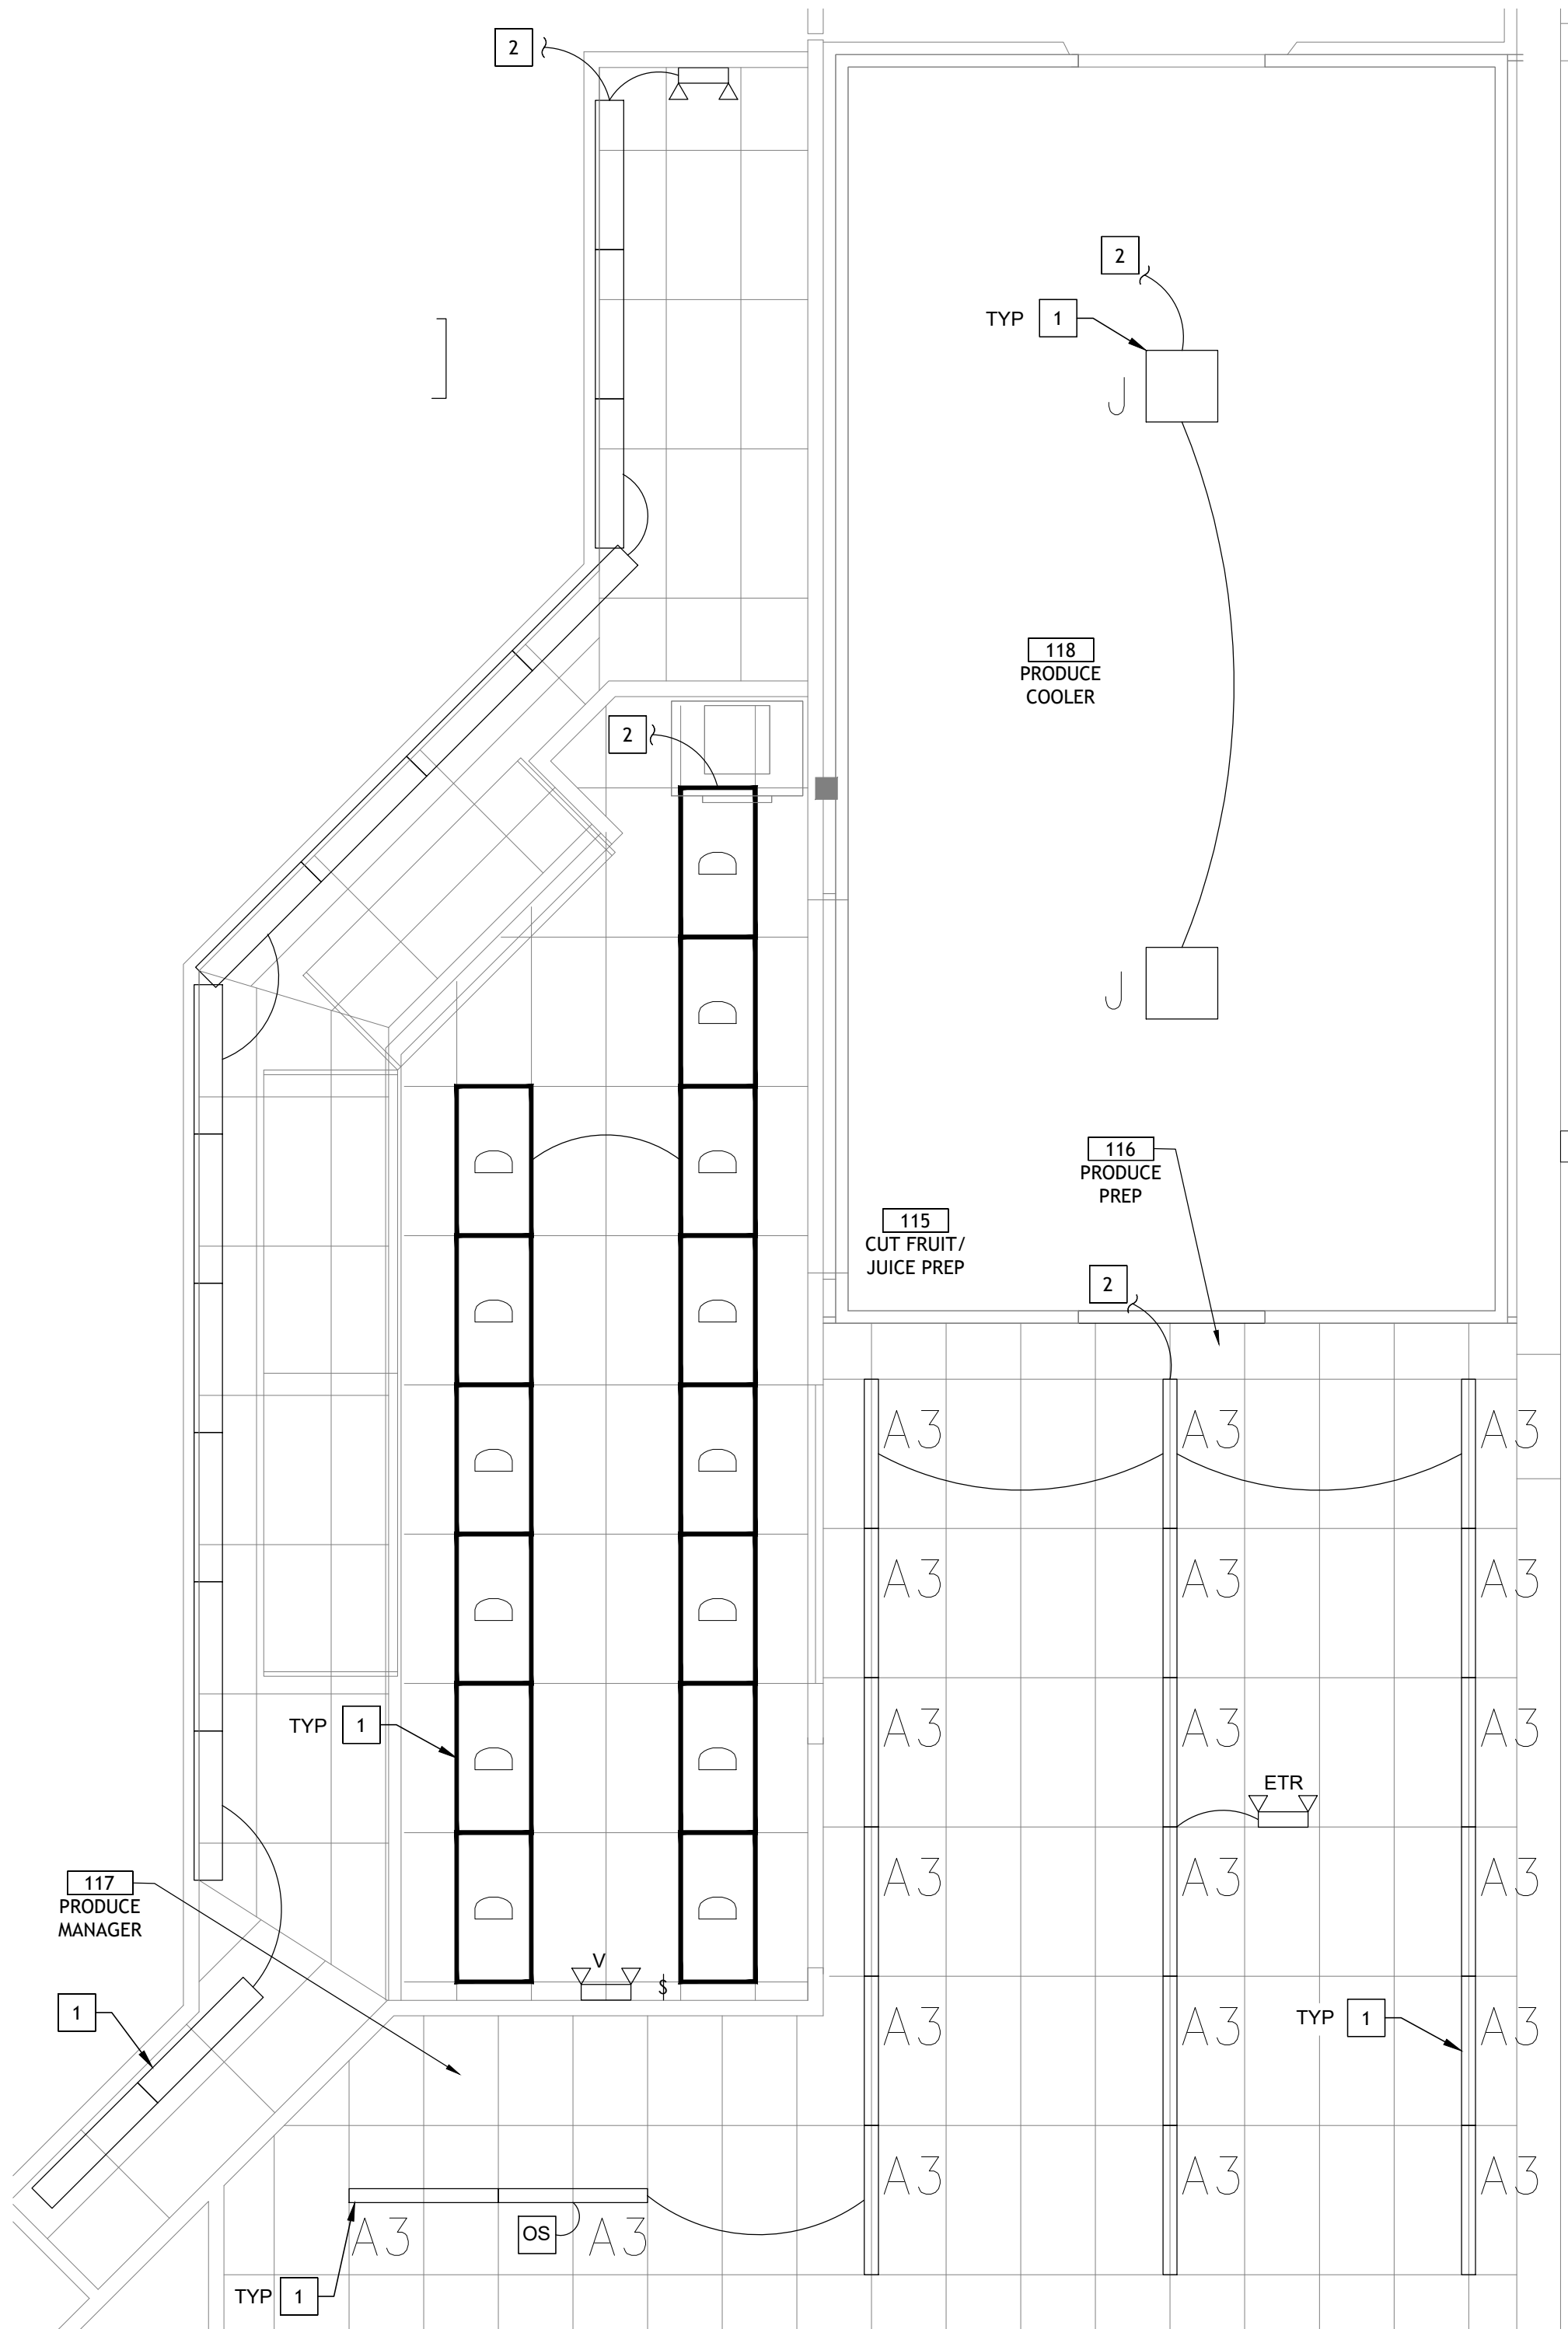 2
2
TYP 1
J
118
PRODUCE
COOLER
2
D
J
D
D D
116
PRODUCE
PREP
115
CUT FRUIT/
JUICE PREP
2
D D
A3 A3 A3
D D
A3 A3 A3
D D
TYP 1
A3 A3 A3
D D
ETR
A3 A3 A3
117
PRODUCE
MANAGER
D D
V
$
1
TYP 1
A3 A3 A3
A3 A3 A3
A3 OS A3
TYP 1